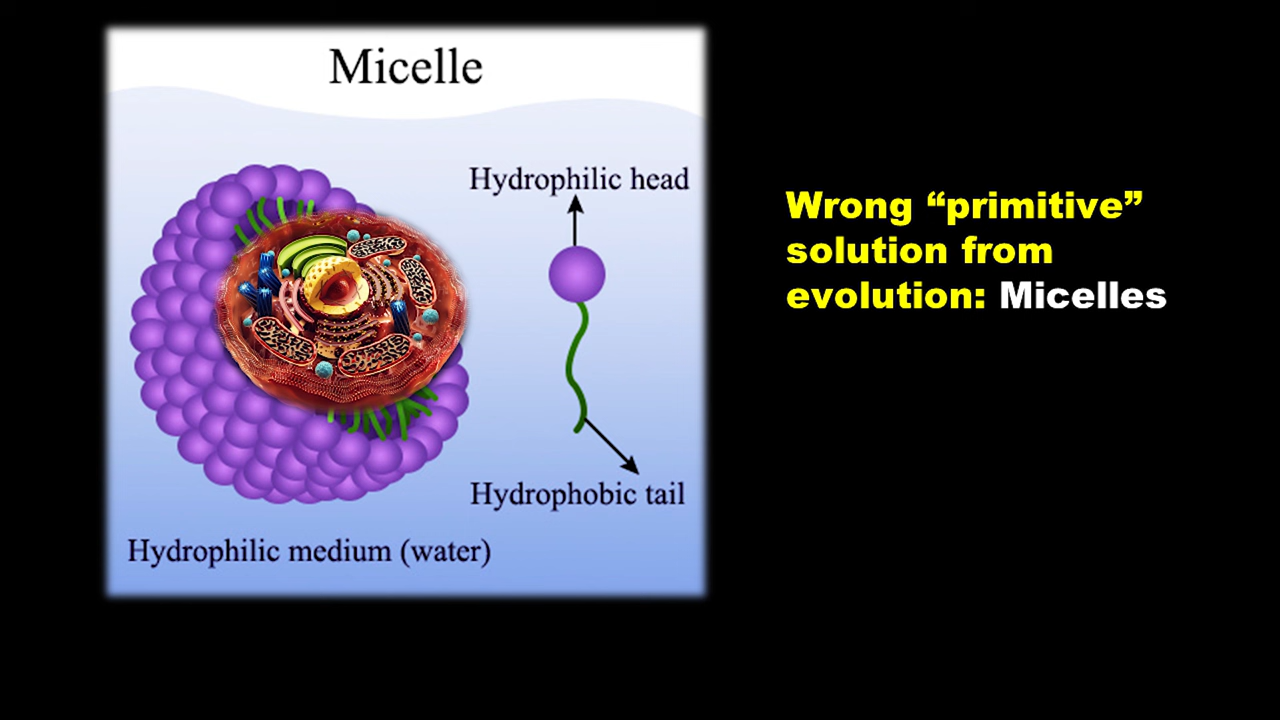 Micelle
Hydrophilic head
Hydrophobic tail
Hydrophilic medium (water)
Wrong “primitive”
solution from
evolution: Micelles